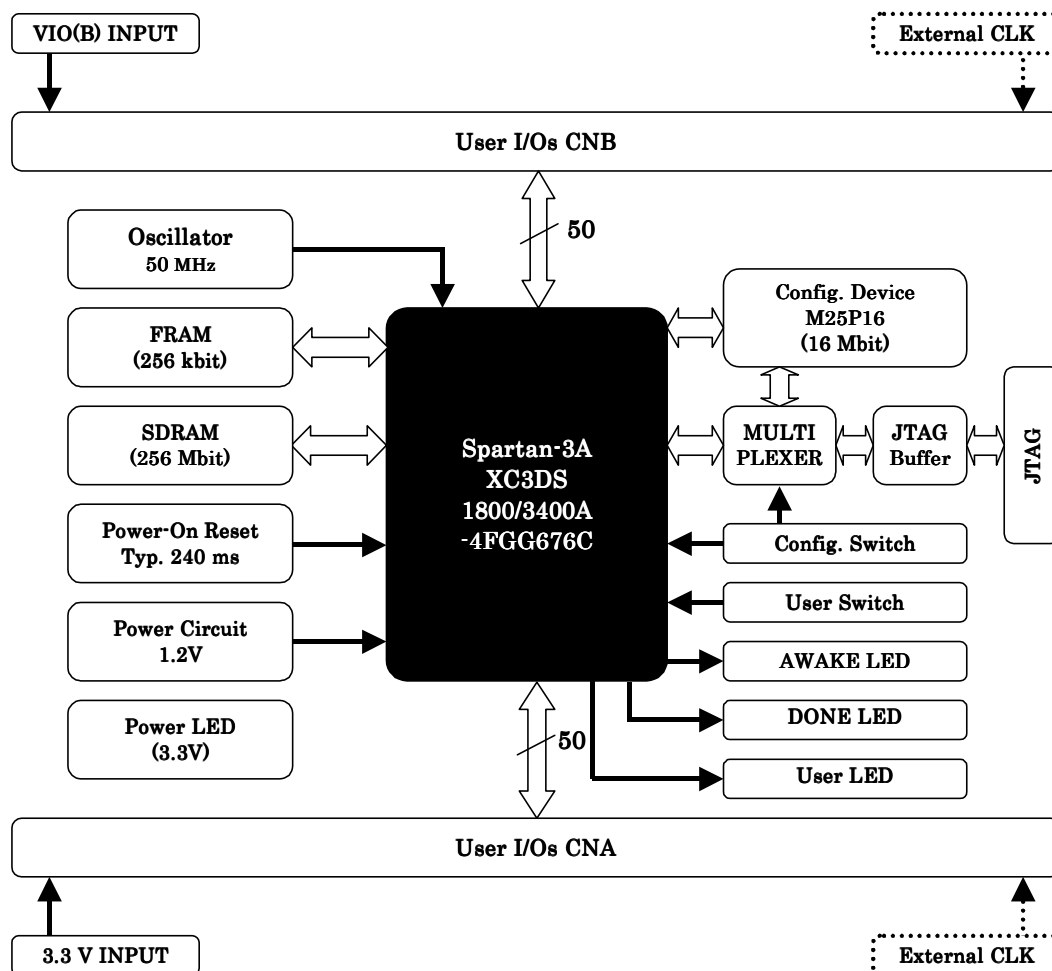 VIO(B) INPUT
External CLK
User I/Os CNB
50
Oscillator
50 MHz
FRAM
(256 kbit)
SDRAM
(256 Mbit)
Power-On Reset
Typ. 240 ms
Power Circuit
1.2V
Power LED
(3.3V)
Spartan-3A
XC3DS
1800/3400A
-4FGG676C
Config. Device
M25P16
(16 Mbit)
MULTI
PLEXER
JTAG
Buffer
JTAG
Config. Switch
User Switch
AWAKE LED
DONE LED
User LED
50
User I/Os CNA
3.3 V INPUT
External CLK